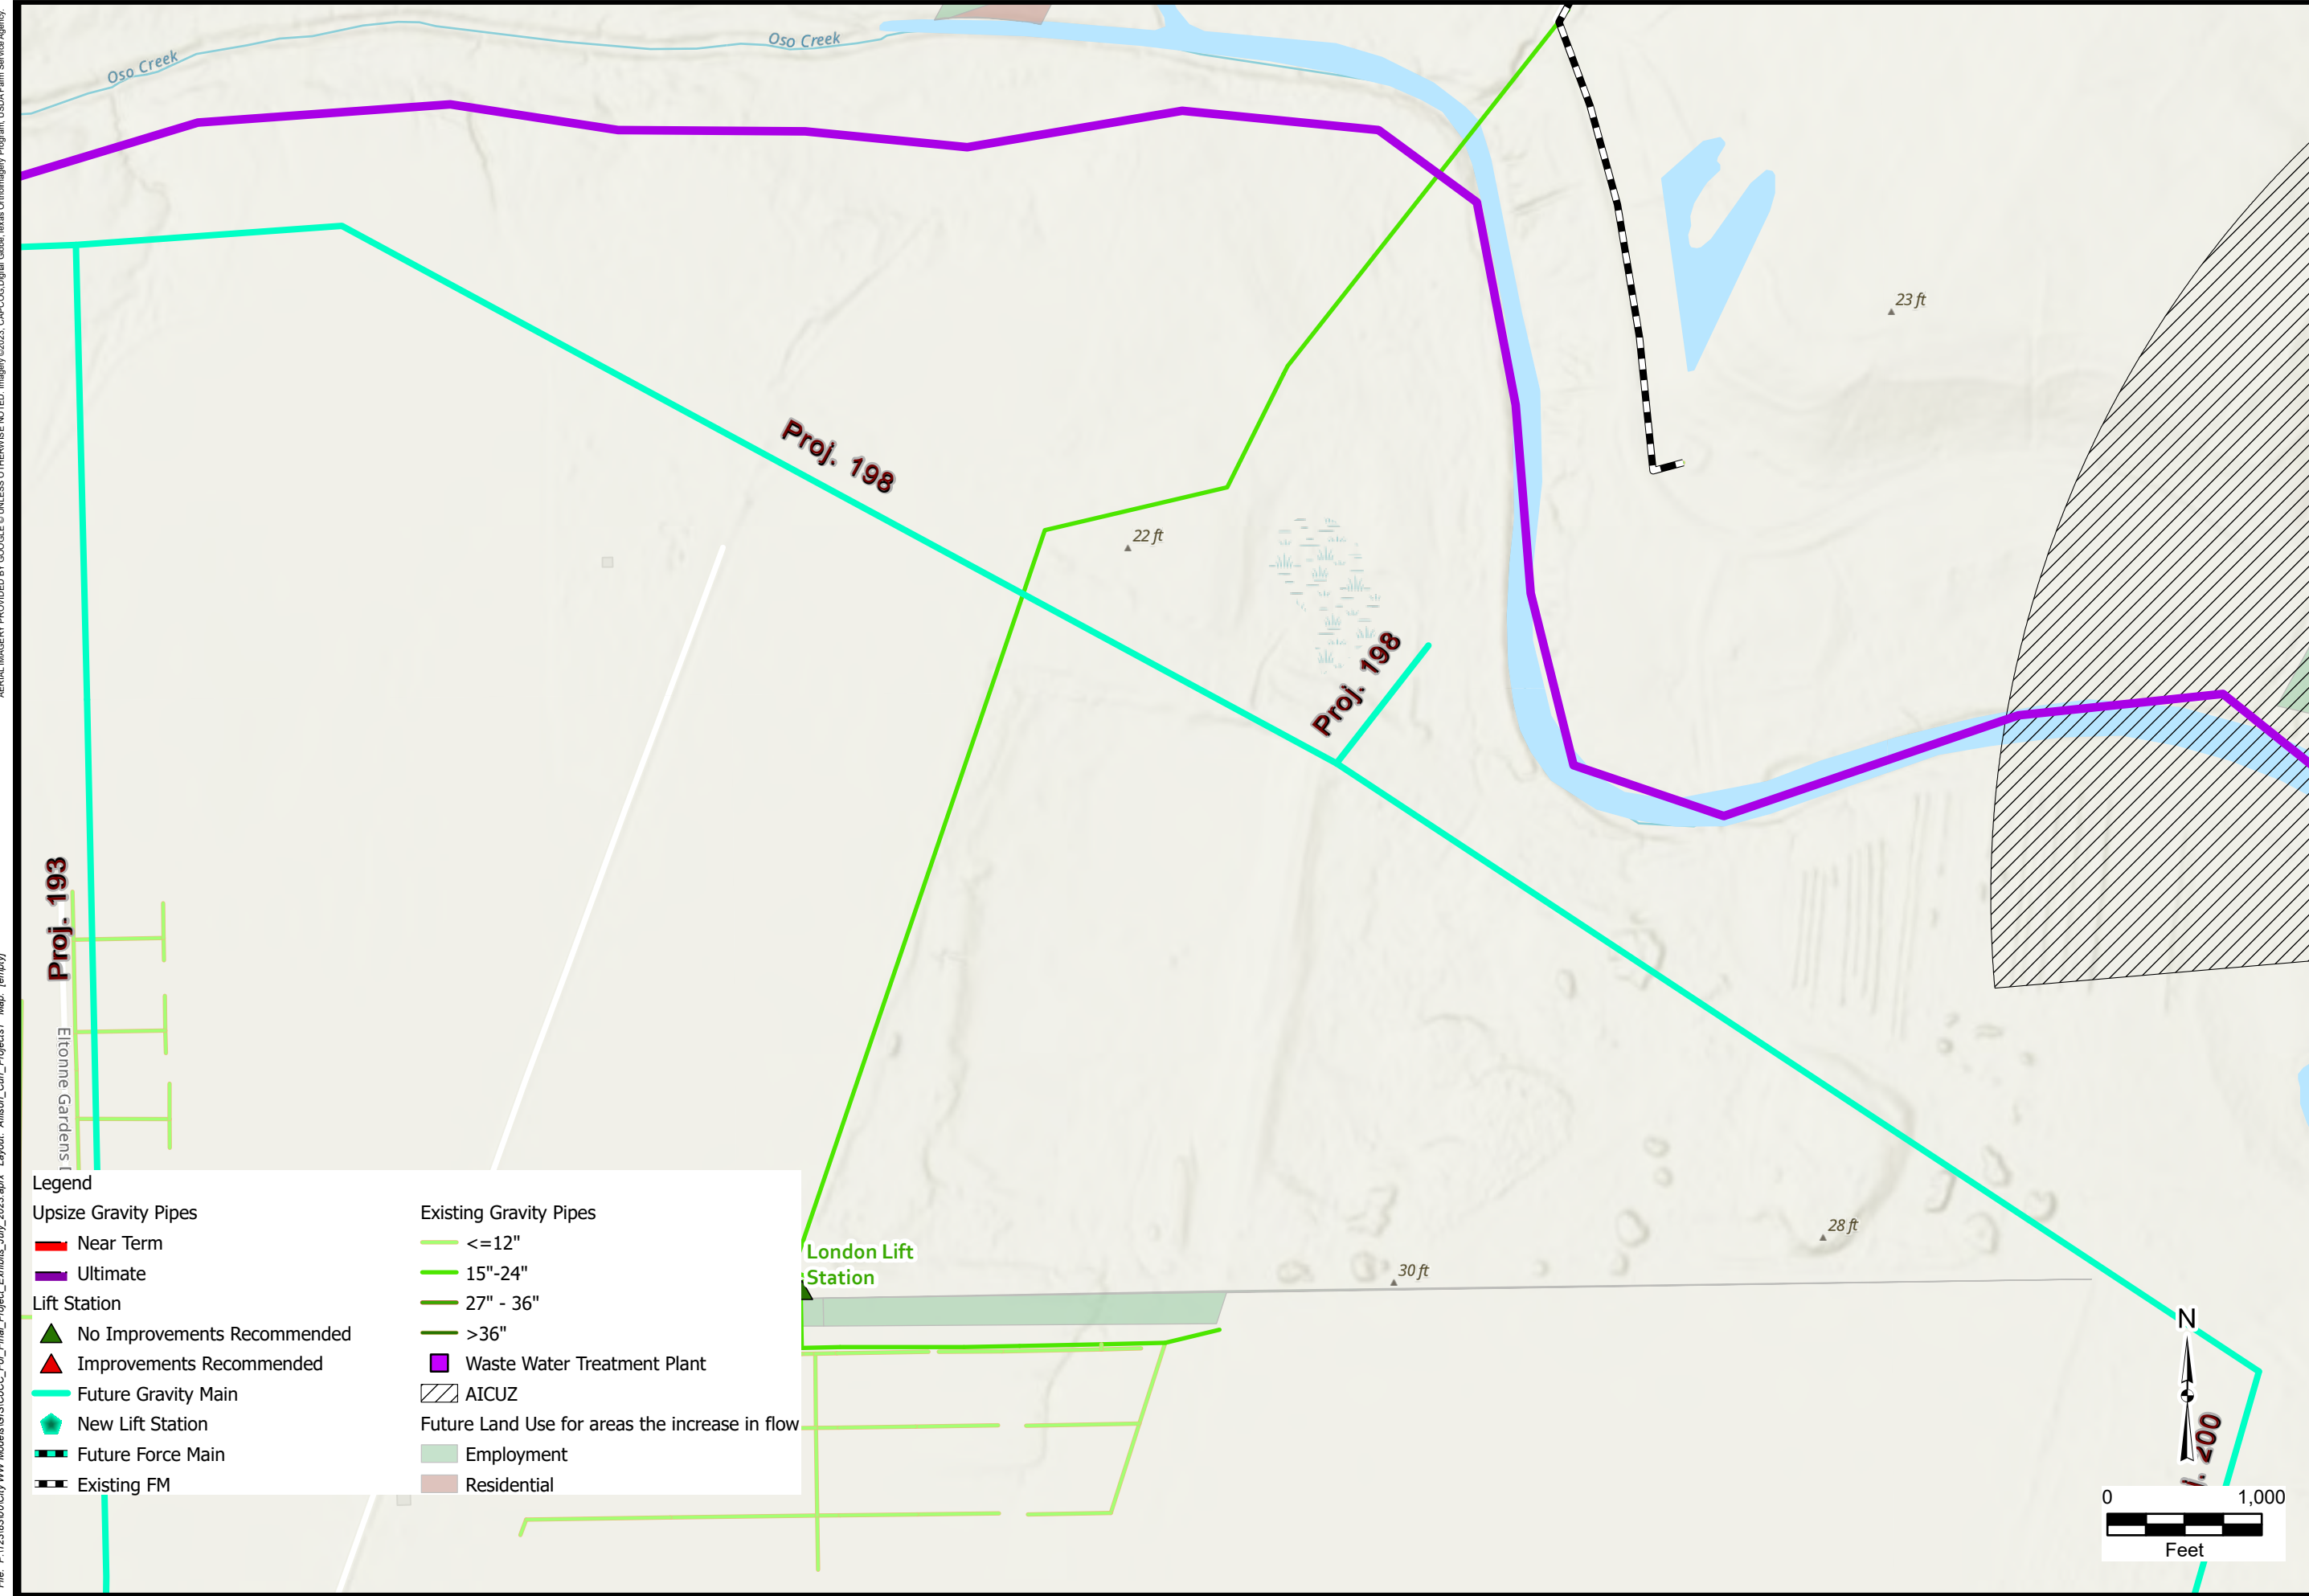 Oso Creek
Oso Creek
23 ft
Proj. 198
22 ft
Proj. 198
Proj. 193
Eltonne Gardens
London Lift
Station
28 ft
30 ft
Legend
Upsize Gravity Pipes
Near Term
Ultimate
Lift Station
No Improvements Recommended
Improvements Recommended
Future Gravity Main
New Lift Station
Future Force Main
Existing FM
Existing Gravity Pipes
<=12"
15"-24"
27" - 36"
>36"
Waste Water Treatment Plant
AICUZ
Future Land Use for areas the increase in flow
Employment
Residential
N
200
0 1,000
Feet